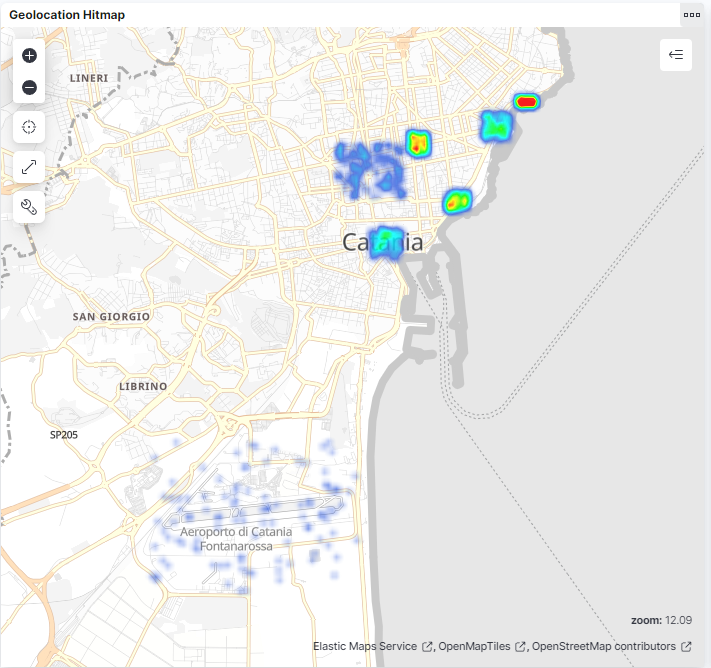 Geolocation Hitmap
LINERI
Catania
SAN GIORGIO
LIBRINO
SP205
Aeroporto di Catania
Fontanarossa
zoom: 12.09
Elastic Maps Service, OpenMapTiles, OpenStreetMap contributors